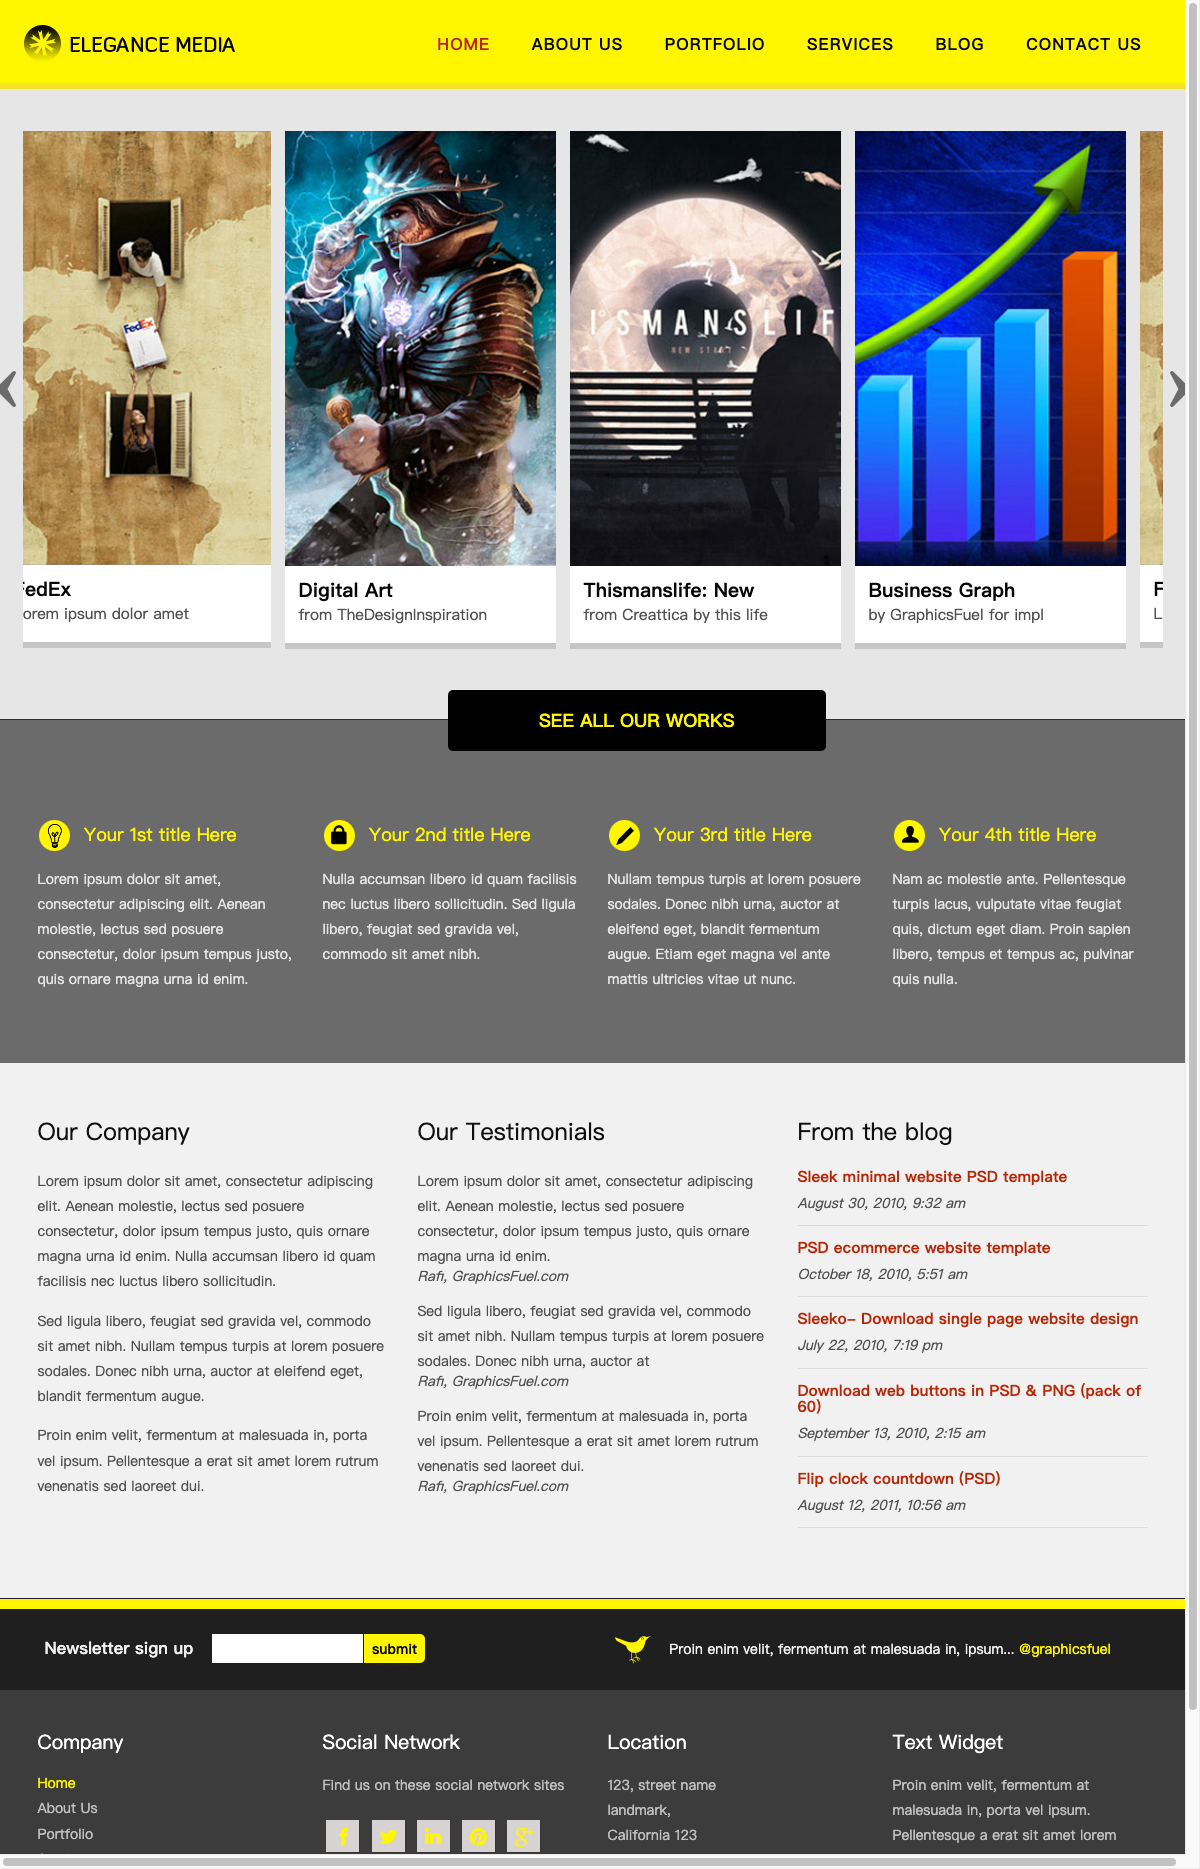 ELEGANCE MEDIA
HOME
ABOUT US
PORTFOLIO
SERVICES
BLOG
CONTACT US
FedEx
ISMANSLIF
NEW START
FedEx
orem ipsum dolor amet
Digital Art
from TheDesignInspiration
Thismanslife: New
from Creattica by this life
Business Graph
by GraphicsFuel for impl
F
L
SEE ALL OUR WORKS
Your 1st title Here
Lorem ipsum dolor sit amet,
consectetur adipiscing elit. Aenean
molestie, lectus sed posuere
consectetur, dolor ipsum tempus justo,
quis ornare magna urna id enim.
Your 2nd title Here
Nulla accumsan libero id quam facilisis
nec luctus libero sollicitudin. Sed ligula
libero, feugiat sed gravida vel,
commodo sit amet nibh.
Your 3rd title Here
Nullam tempus turpis at lorem posuere
sodales. Donec nibh urna, auctor at
eleifend eget, blandit fermentum
augue. Etiam eget magna vel ante
mattis ultricies vitae ut nunc.
Your 4th title Here
Nam ac molestie ante. Pellentesque
turpis lacus, vulputate vitae feugiat
quis, dictum eget diam. Proin sapien
libero, tempus et tempus ac, pulvinar
quis nulla.
Our Company
Lorem ipsum dolor sit amet, consectetur adipiscing
elit. Aenean molestie, lectus sed posuere
consectetur, dolor ipsum tempus justo, quis ornare
magna urna id enim. Nulla accumsan libero id quam
facilisis nec luctus libero sollicitudin.
Sed ligula libero, feugiat sed gravida vel, commodo
sit amet nibh. Nullam tempus turpis at lorem posuere
sodales. Donec nibh urna, auctor at eleifend eget,
blandit fermentum augue.
Proin enim velit, fermentum at malesuada in, porta
vel ipsum. Pellentesque a erat sit amet lorem rutrum
venenatis sed laoreet dui.
Our Testimonials
Lorem ipsum dolor sit amet, consectetur adipiscing
elit. Aenean molestie, lectus sed posuere
consectetur, dolor ipsum tempus justo, quis ornare
magna urna id enim.
Rafi, GraphicsFuel.com
Sed ligula libero, feugiat sed gravida vel, commodo
sit amet nibh. Nullam tempus turpis at lorem posuere
sodales. Donec nibh urna, auctor at
Rafi, GraphicsFuel.com
Proin enim velit, fermentum at malesuada in, porta
vel ipsum. Pellentesque a erat sit amet lorem rutrum
venenatis sed laoreet dui.
Rafi, GraphicsFuel.com
From the blog
Sleek minimal website PSD template
August 30, 2010, 9:32 am
PSD ecommerce website template
October 18, 2010, 5:51 am
Sleeko- Download single page website design
July 22, 2010, 7:19 pm
Download web buttons in PSD & PNG (pack of
60)
September 13, 2010, 2:15 am
Flip clock countdown (PSD)
August 12, 2011, 10:56 am
Newsletter sign up
submit
Proin enim velit, fermentum at malesuada in, ipsum... @graphicsfuel
Company
Home
About Us
Portfolio
Social Network
Find us on these social network sites
Location
123, street name
landmark,
California 123
Text Widget
Proin enim velit, fermentum at
malesuada in, porta vel ipsum.
Pellentesque a erat sit amet lorem